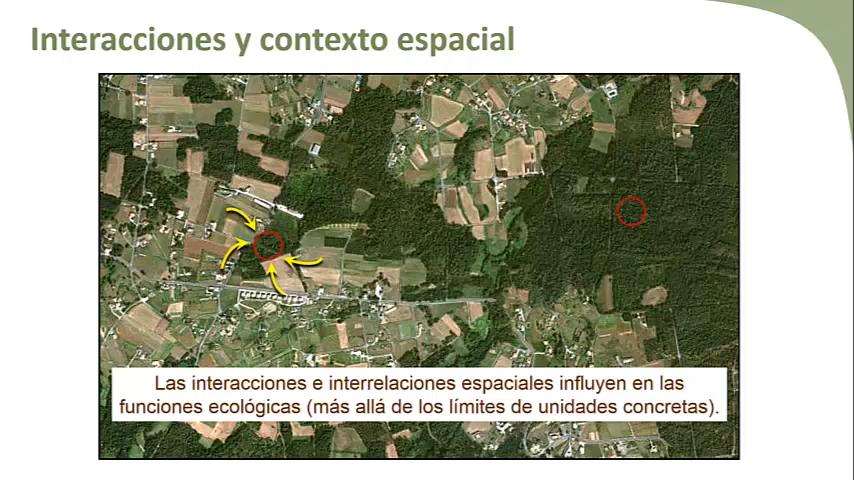 Interacciones y contexto espacial
Las interacciones e interrelaciones espaciales influyen en las
funciones ecológicas (más allá de los límites de unidades concretas).